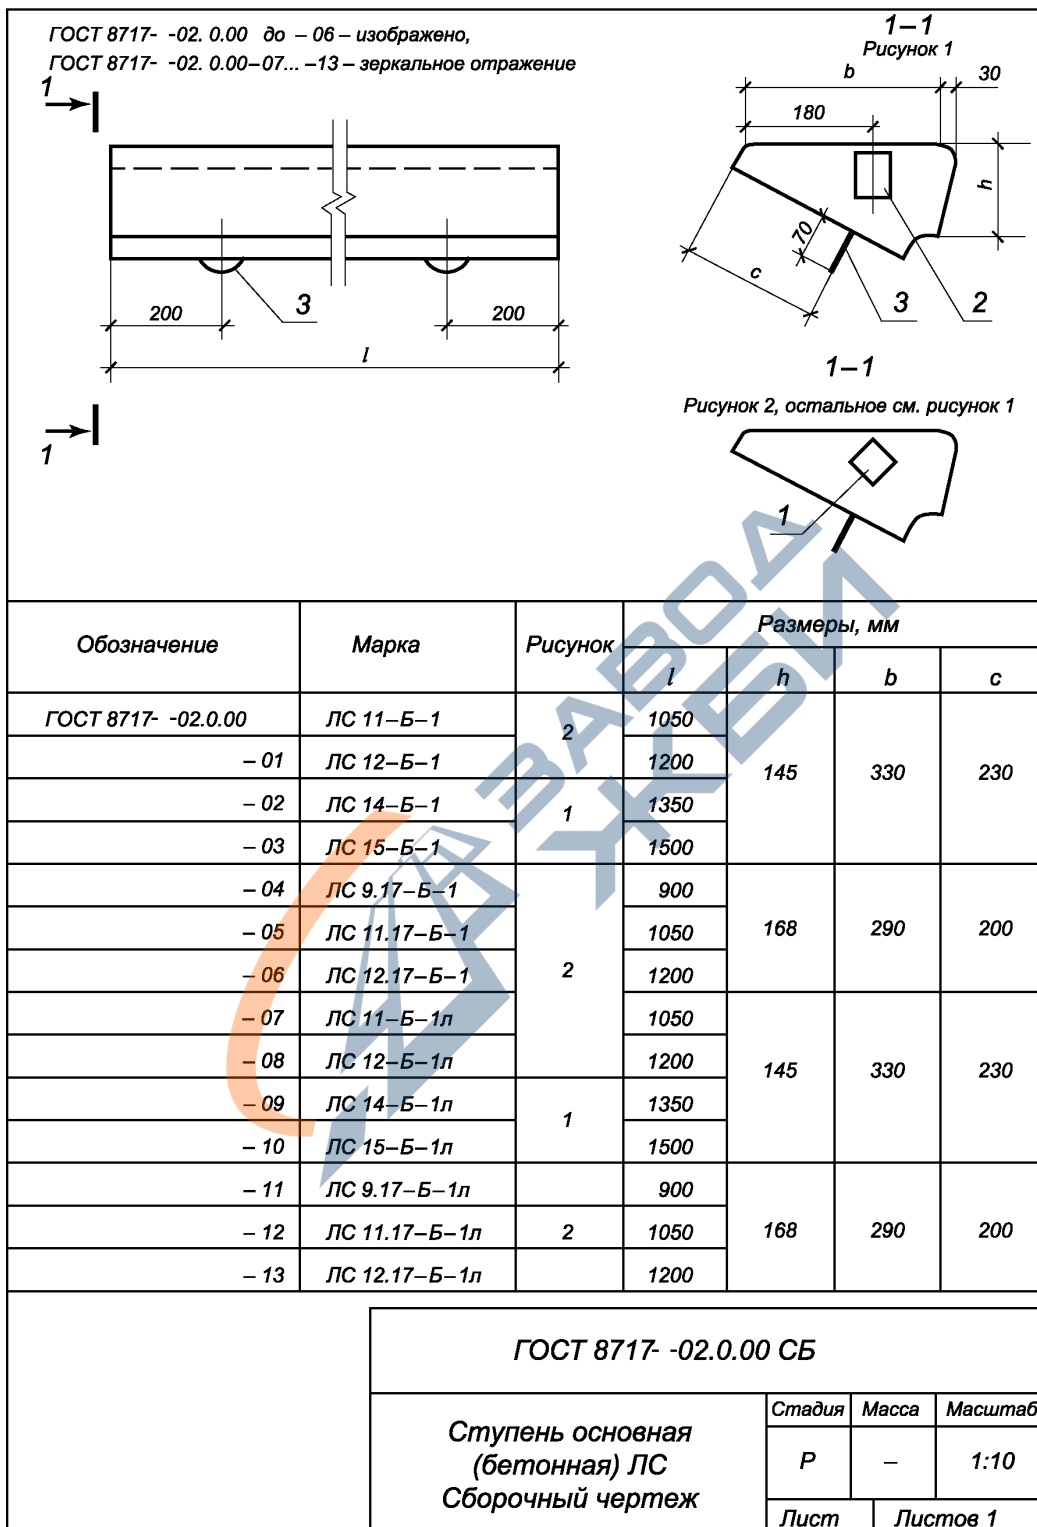 ГОСТ 8717- -02. 0.00 до – 06 – изображено,
ГОСТ 8717- -02. 0.00–07... –13 – зеркальное отражение
1
200
3
200
l
1
1–1
Рисунок 1
b
30
180
h
70
c
3
2
1–1
Рисунок 2, остальное см. рисунок 1
1
ЗАВОД
ЖБИ
Обозначение Марка Рисунок Размеры, мм
l h b c
ГОСТ 8717- -02.0.00 ЛС 11–Б–1 2 1050
– 01 ЛС 12–Б–1 1200 145 330 230
– 02 ЛС 14–Б–1 1 1350
– 03 ЛС 15–Б–1 1500
– 04 ЛС 9.17–Б–1 900
– 05 ЛС 11.17–Б–1 1050 168 290 200
– 06 ЛС 12.17–Б–1 2 1200
– 07 ЛС 11–Б–1л 1050
– 08 ЛС 12–Б–1л 1200 145 330 230
– 09 ЛС 14–Б–1л 1 1350
– 10 ЛС 15–Б–1л 1500
– 11 ЛС 9.17–Б–1л 900
– 12 ЛС 11.17–Б–1л 2 1050 168 290 200
– 13 ЛС 12.17–Б–1л 1200
ГОСТ 8717- -02.0.00 СБ
Ступень основная
(бетонная) ЛС
Сборочный чертеж
Стадия Масса Масштаб
Р – 1:10
Лист Листов 1